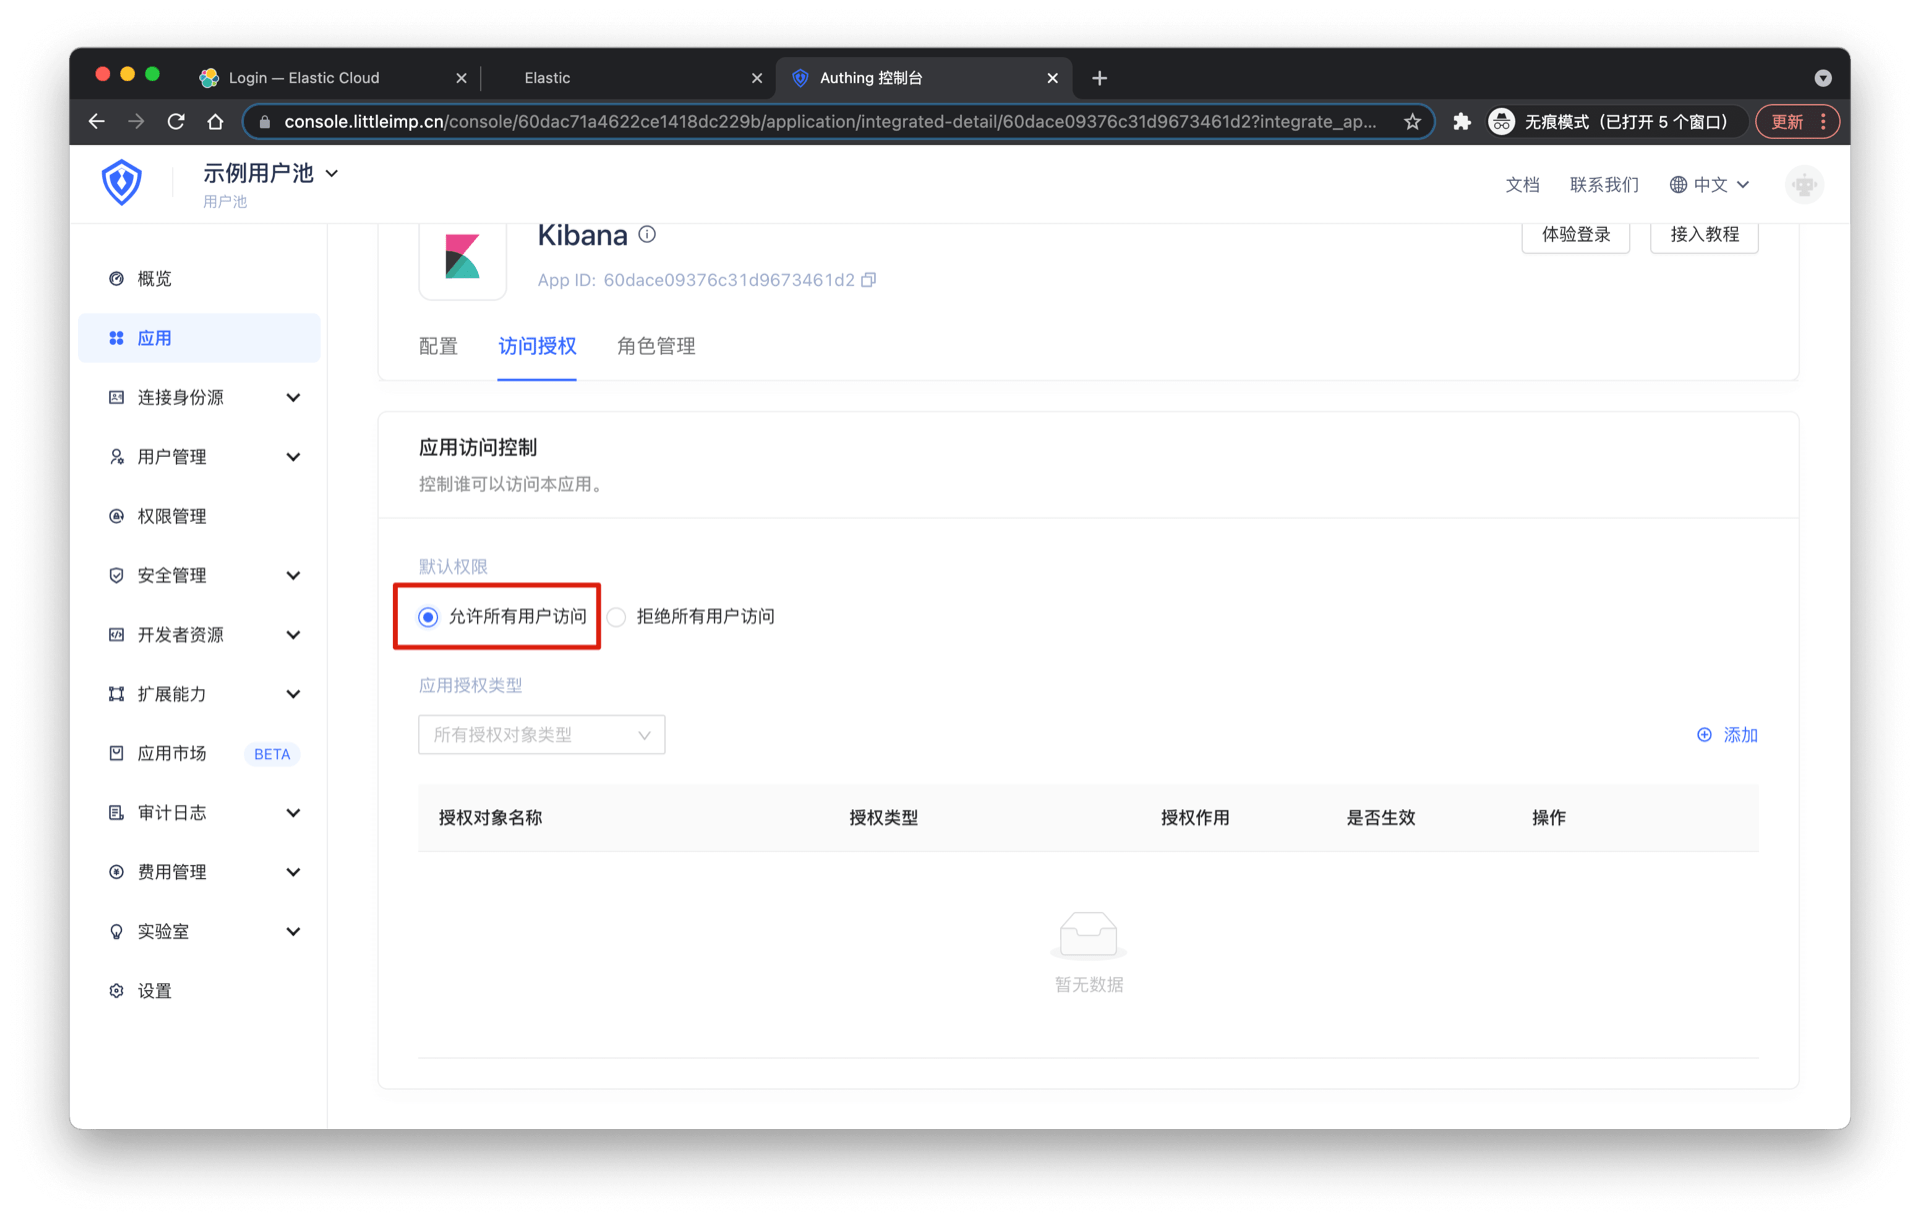 Login — Elastic Cloud
Elastic
Authing 控制台
console.littleimp.cn/console/60dac71a4622ce1418dc229b/application/integrated-detail/60dace09376c31d9673461d2?integrate_ap...
无痕模式（已打开 5 个窗口）
更新
示例用户池
用户池
文档
联系我们
中文
概览
应用
连接身份源
用户管理
权限管理
安全管理
开发者资源
扩展能力
应用市场 BETA
审计日志
费用管理
实验室
设置
Kibana
App ID: 60dace09376c31d9673461d2
体验登录
接入教程
配置
访问授权
角色管理
应用访问控制
控制谁可以访问本应用。
默认权限
允许所有用户访问
拒绝所有用户访问
应用授权类型
所有授权对象类型
添加
授权对象名称
授权类型
授权作用
是否生效
操作
暂无数据